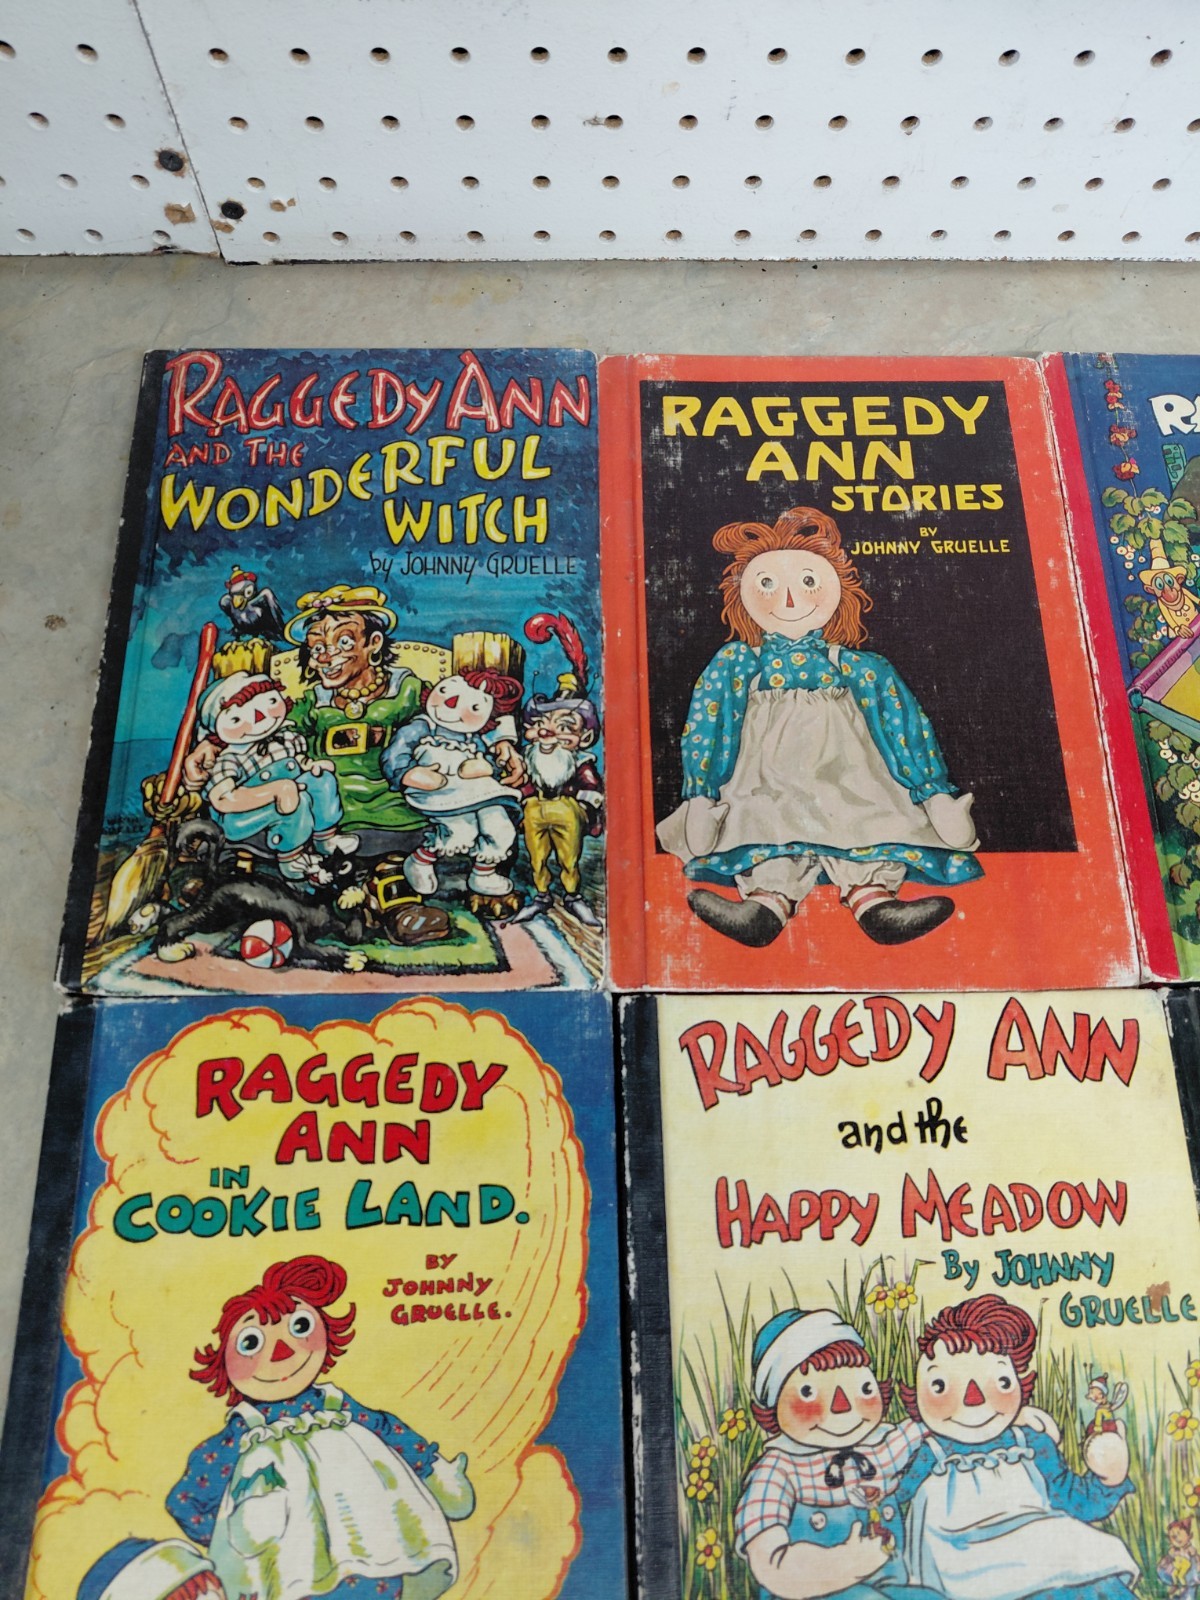 RAGGEDY ANN
AND THE
WONDERFUL
WITCH
by JOHNNY GRUELLE
RAGGEDY
ANN
STORIES
BY
JOHNNY GRUELLE
RAGGEDY
ANN
IN
COOKIE LAND.
BY
JOHNNY
GRUELLE.
RAGGEDY ANN
and the
HAPPY MEADOW
By JOHNNY
GRUELLE